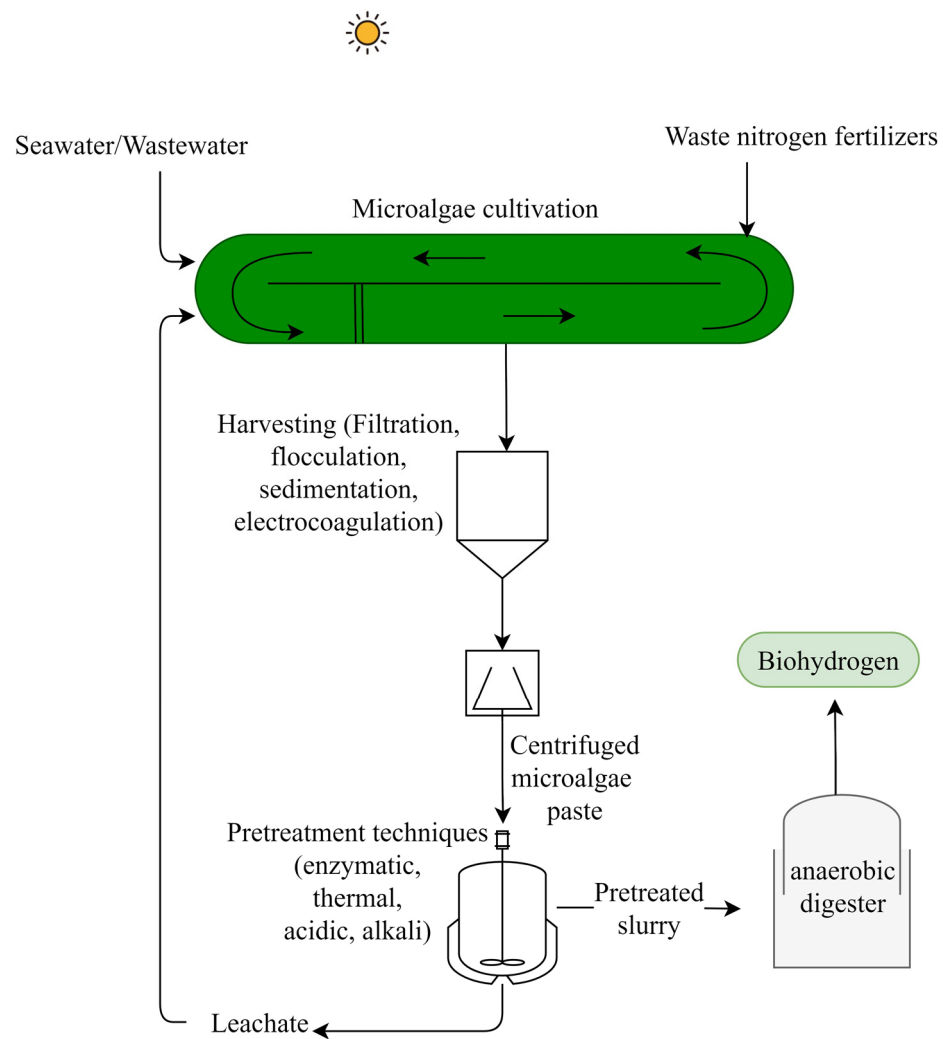 Seawater/Wastewater
Waste nitrogen fertilizers
Microalgae cultivation
Harvesting (Filtration,
flocculation,
sedimentation,
electrocoagulation)
Biohydrogen
Centrifuged
microalgae
paste
Pretreatment techniques
(enzymatic,
thermal,
acidic, alkali)
Pretreated
slurry
anaerobic
digester
Leachate